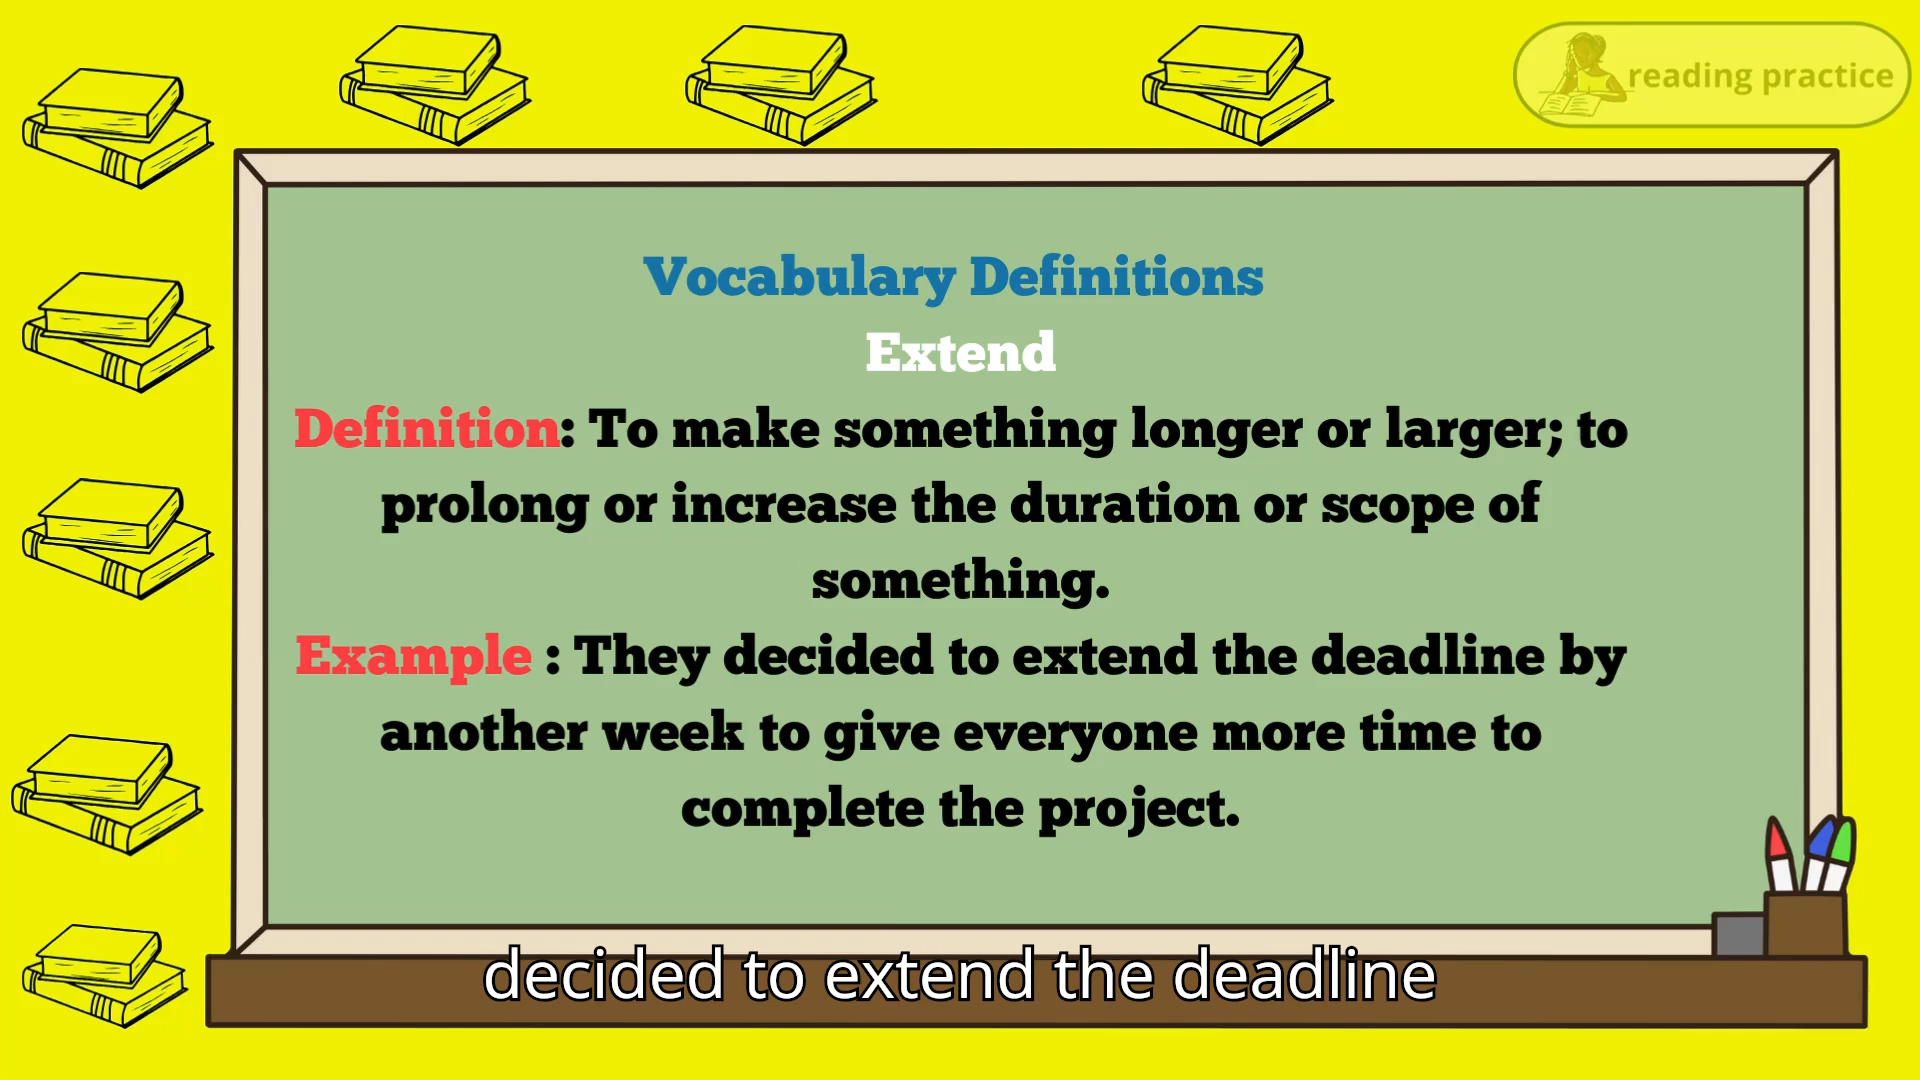 reading practice
Vocabulary Definitions
Extend
Definition: To make something longer or larger; to
prolong or increase the duration or scope of
something.
Example : They decided to extend the deadline by
another week to give everyone more time to
complete the project.
decided to extend the deadline